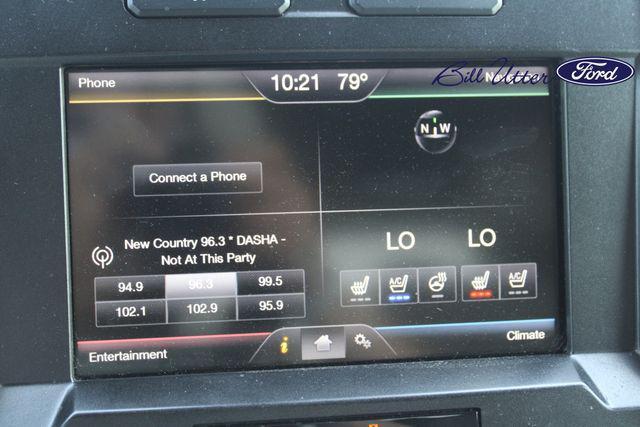 Phone
10:21 79°
Bill Utter
Ford
N W
Connect a Phone
New Country 96.3 * DASHA -
Not At This Party
LO LO
94.9 96.3 99.5
102.1 102.9 95.9
A/C A/C
i
Entertainment
Climate